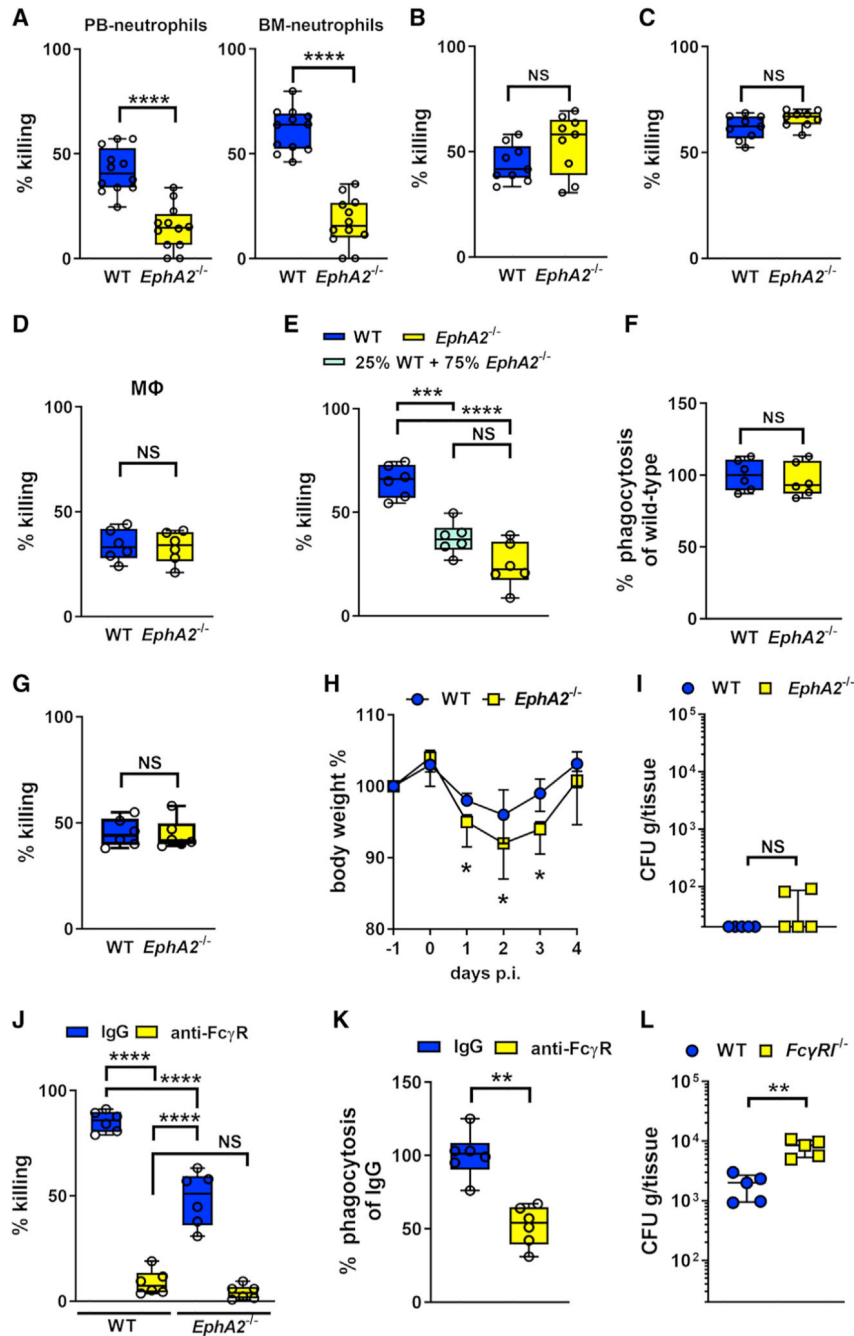 A
PB-neutrophils
BM-neutrophils
% killing
100
50
0
****
WT EphA2-/-
% killing
100
50
0
****
WT EphA2-/-
B
% killing
100
50
0
NS
WT EphA2-/-
C
% killing
100
50
0
NS
WT EphA2-/-
D
MΦ
% killing
100
50
0
NS
WT EphA2-/-
E
WT EphA2-/-
25% WT + 75% EphA2-/-
% killing
100
50
0
***
****
NS
F
% phagocytosis
of wild-type
150
100
50
0
NS
WT EphA2-/-
G
% killing
100
50
0
NS
WT EphA2-/-
H
WT EphA2-/-
body weight %
110
100
90
80
* * *
-1 0 1 2 3 4
days p.i.
I
WT EphA2-/-
CFU g/tissue
10⁵
10⁴
10³
10²
NS
J
IgG anti-FcγR
% killing
100
50
0
****
****
****
NS
WT EphA2-/-
K
IgG anti-FcγR
% phagocytosis
of IgG
150
100
50
0
**
L
WT FcγRI-/-
CFU g/tissue
10⁵
10⁴
10³
10²
**